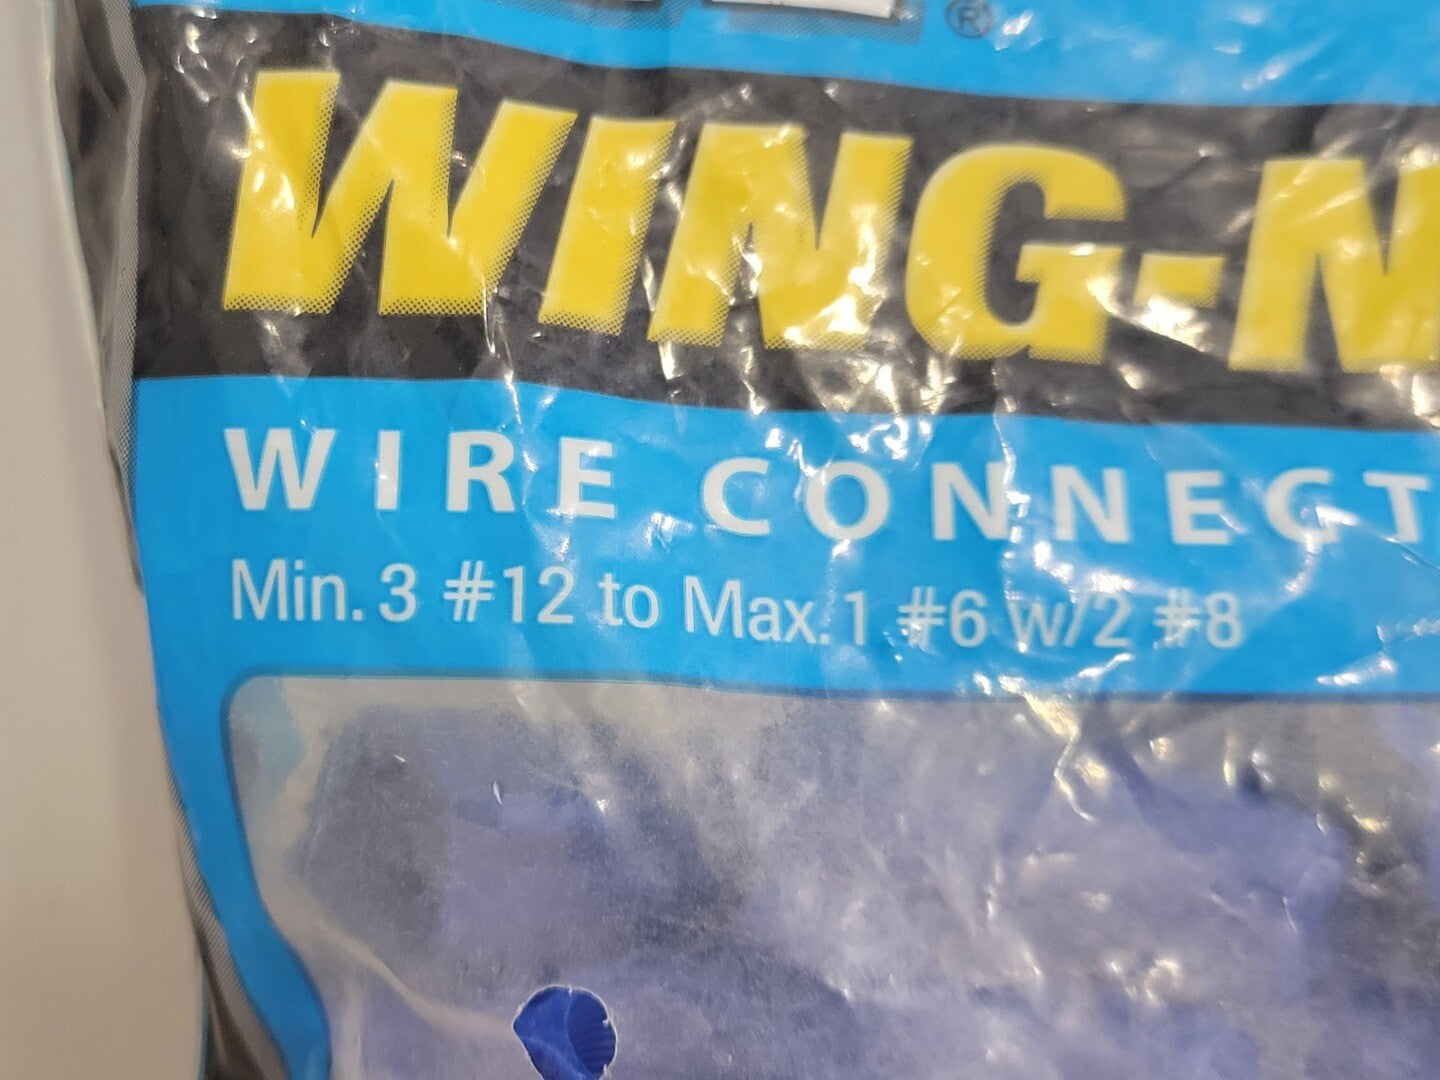 ®
WING-
WIRE CONNECT
Min. 3 #12 to Max. 1 #6 w/2 #8